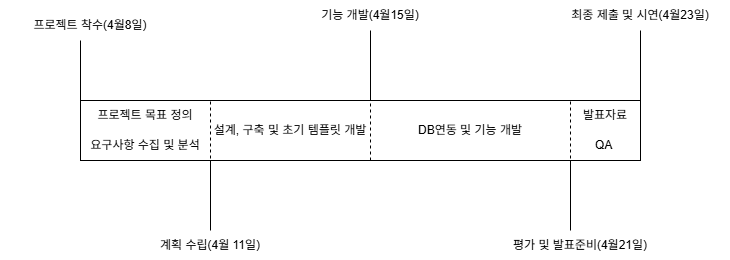 프로젝트 착수(4월8일)
기능 개발(4월15일)
최종 제출 및 시연(4월23일)
프로젝트 목표 정의
요구사항 수집 및 분석
설계, 구축 및 초기 템플릿 개발
DB연동 및 기능 개발
발표자료
QA
계획 수립(4월 11일)
평가 및 발표준비(4월21일)